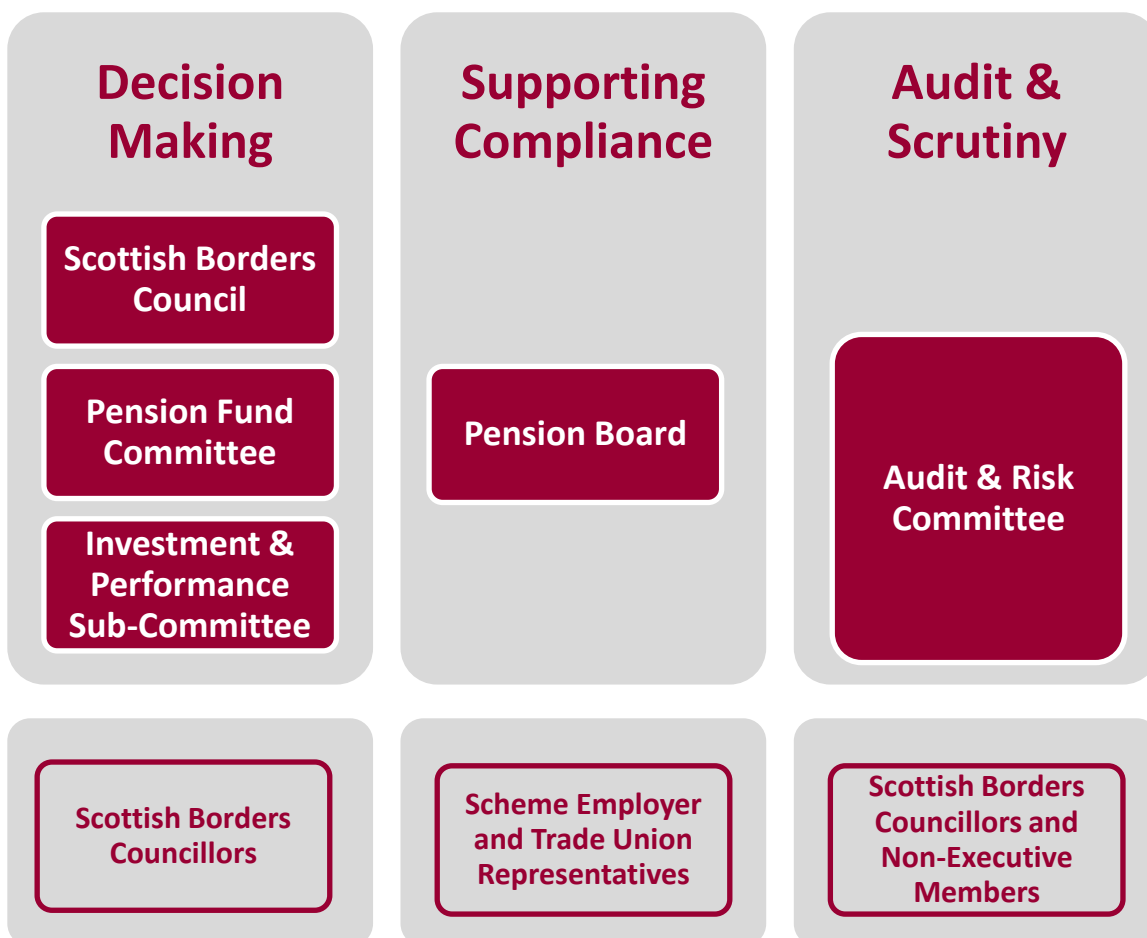 Decision
Making
Scottish Borders
Council
Pension Fund
Committee
Investment &
Performance
Sub-Committee
Scottish Borders
Councillors
Supporting
Compliance
Pension Board
Scheme Employer
and Trade Union
Representatives
Audit &
Scrutiny
Audit & Risk
Committee
Scottish Borders
Councillors and
Non-Executive
Members